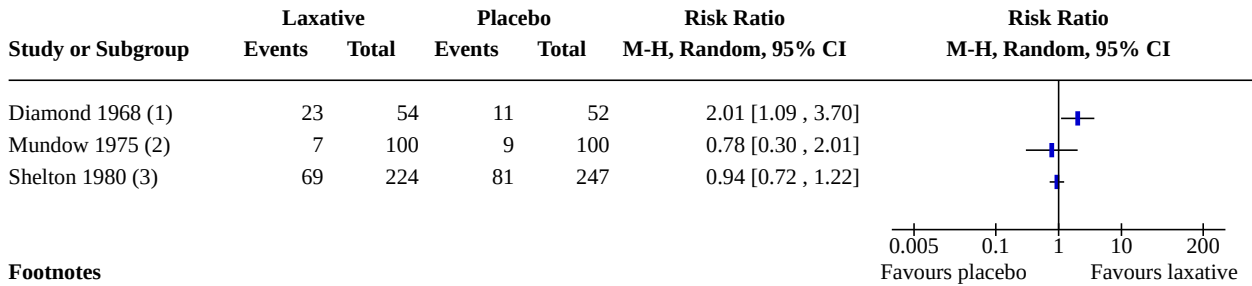 Laxative Placebo Risk Ratio Risk Ratio
Study or Subgroup Events Total Events Total M-H, Random, 95% CI M-H, Random, 95% CI
Diamond 1968 (1) 23 54 11 52 2.01 [1.09 , 3.70]
Mundow 1975 (2) 7 100 9 100 0.78 [0.30 , 2.01]
Shelton 1980 (3) 69 224 81 247 0.94 [0.72 , 1.22]
0.005 0.1 1 10 200
Footnotes Favours placebo Favours laxative